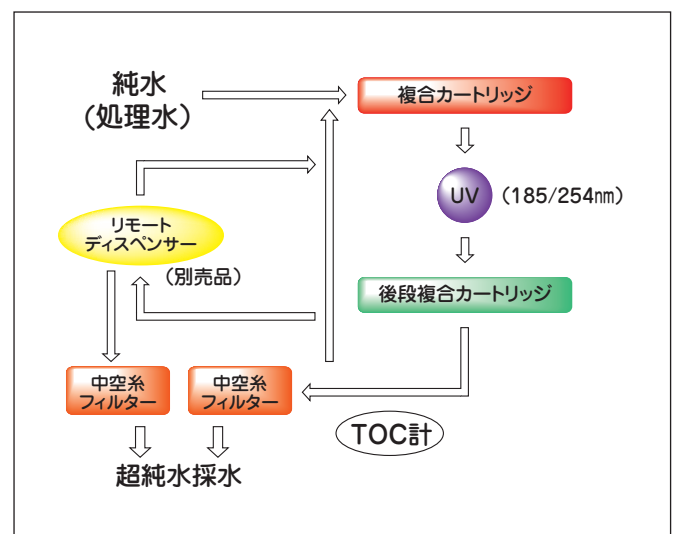 純水
(処理水)
複合カートリッジ
UV
(185/254㎚)
リモート
ディスペンサー
(別売品)
後段複合カートリッジ
中空糸
フィルター
中空糸
フィルター
TOC計
超純水採水